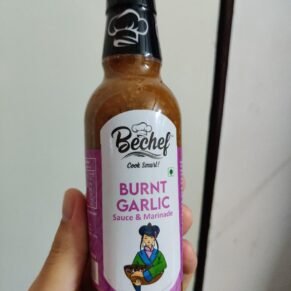 Bechef
Cook Smart!
BURNT
GARLIC
Sauce & Marinade